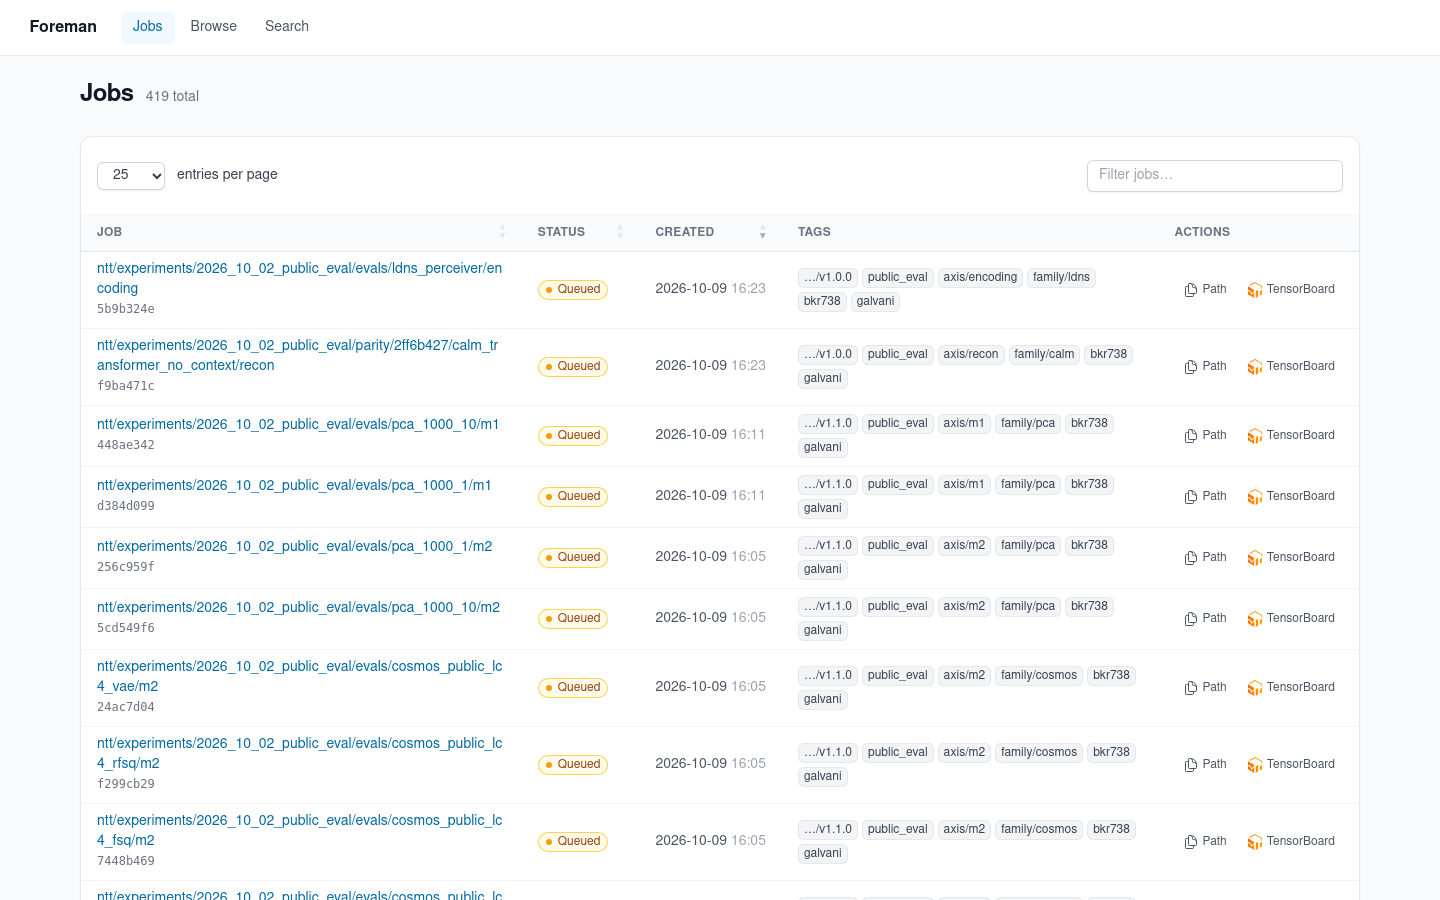 Foreman Jobs Browse Search
Jobs 419 total
25 entries per page Filter jobs…
JOB STATUS CREATED TAGS ACTIONS
ntt/experiments/2026_10_02_public_eval/evals/ldns_perceiver/en
coding
5b9b324e
Queued
2026-10-09 16:23
…/v1.0.0 public_eval axis/encoding family/ldns
bkr738 galvani
Path TensorBoard
ntt/experiments/2026_10_02_public_eval/parity/2ff6b427/calm_tr
ansformer_no_context/recon
f9ba471c
Queued
2026-10-09 16:23
…/v1.0.0 public_eval axis/recon family/calm bkr738
galvani
Path TensorBoard
ntt/experiments/2026_10_02_public_eval/evals/pca_1000_10/m1
448ae342
Queued
2026-10-09 16:11
…/v1.1.0 public_eval axis/m1 family/pca bkr738
galvani
Path TensorBoard
ntt/experiments/2026_10_02_public_eval/evals/pca_1000_1/m1
d384d099
Queued
2026-10-09 16:11
…/v1.1.0 public_eval axis/m1 family/pca bkr738
galvani
Path TensorBoard
ntt/experiments/2026_10_02_public_eval/evals/pca_1000_1/m2
256c959f
Queued
2026-10-09 16:05
…/v1.1.0 public_eval axis/m2 family/pca bkr738
galvani
Path TensorBoard
ntt/experiments/2026_10_02_public_eval/evals/pca_1000_10/m2
5cd549f6
Queued
2026-10-09 16:05
…/v1.1.0 public_eval axis/m2 family/pca bkr738
galvani
Path TensorBoard
ntt/experiments/2026_10_02_public_eval/evals/cosmos_public_lc
4_vae/m2
24ac7d04
Queued
2026-10-09 16:05
…/v1.1.0 public_eval axis/m2 family/cosmos bkr738
galvani
Path TensorBoard
ntt/experiments/2026_10_02_public_eval/evals/cosmos_public_lc
4_rfsq/m2
f299cb29
Queued
2026-10-09 16:05
…/v1.1.0 public_eval axis/m2 family/cosmos bkr738
galvani
Path TensorBoard
ntt/experiments/2026_10_02_public_eval/evals/cosmos_public_lc
4_fsq/m2
7448b469
Queued
2026-10-09 16:05
…/v1.1.0 public_eval axis/m2 family/cosmos bkr738
galvani
Path TensorBoard
ntt/experiments/2026_10_02_public_eval/evals/cosmos_public_lc